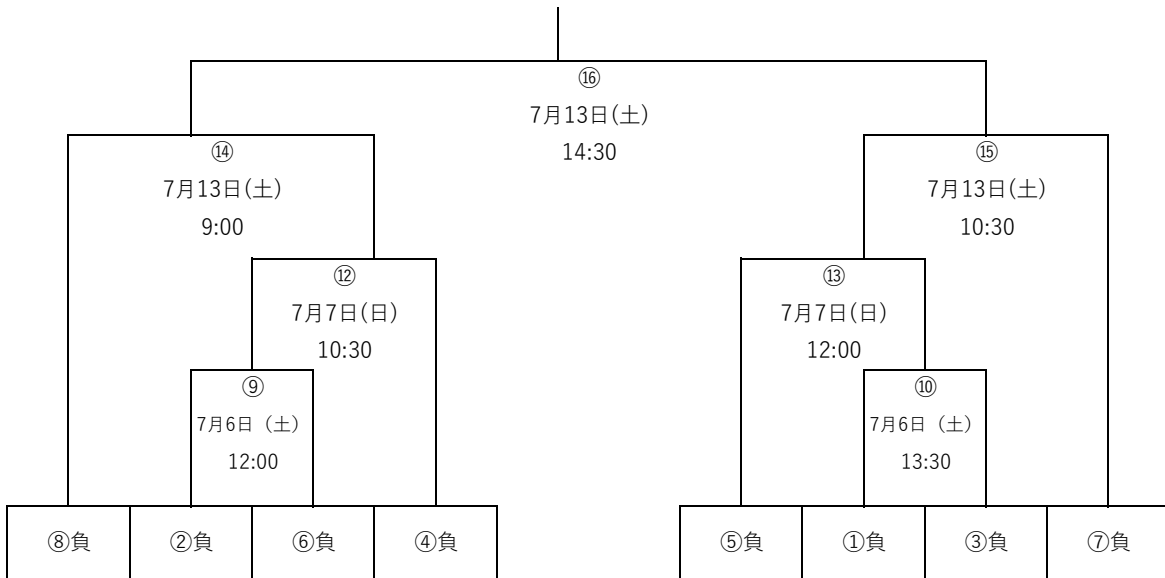 ⑯
7月13日(土)
14:30
⑭
7月13日(土)
9:00
⑮
7月13日(土)
10:30
⑫
7月7日(日)
10:30
⑬
7月7日(日)
12:00
⑨
7月6日（土）
12:00
⑩
7月6日（土）
13:30
⑧負 ②負 ⑥負 ④負 ⑤負 ①負 ③負 ⑦負